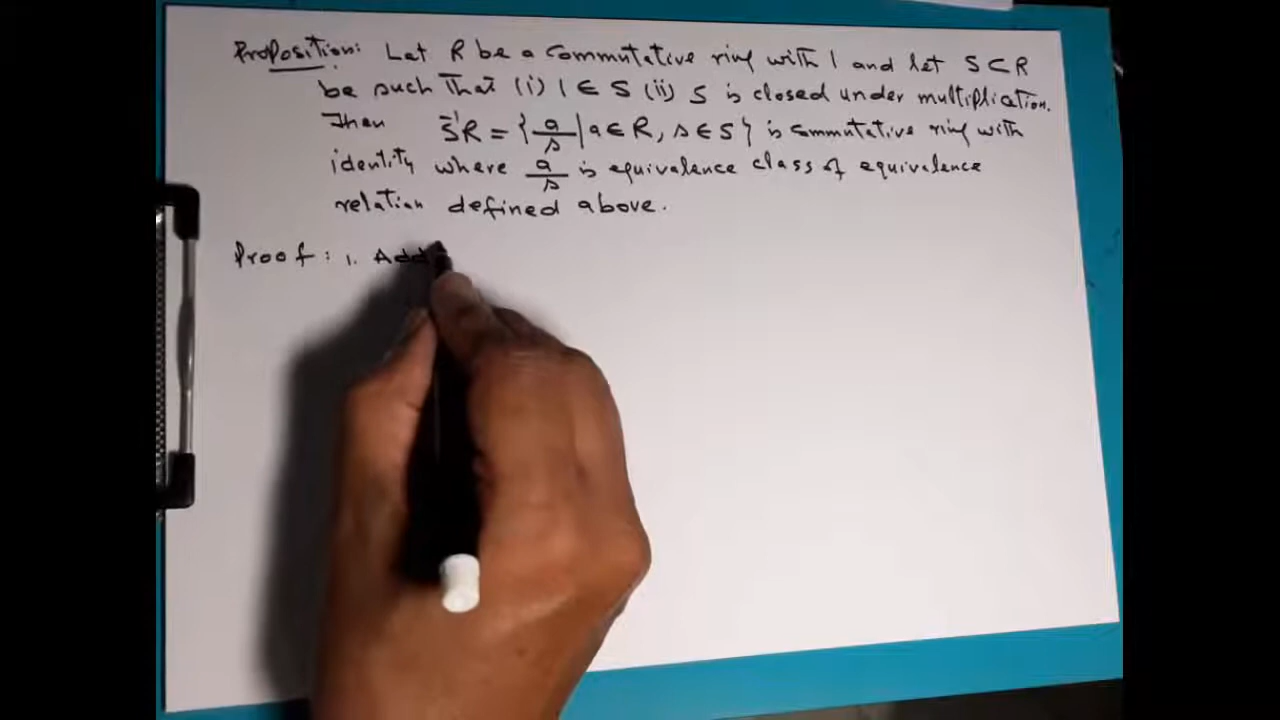 Proposition: Let R be a commutative ring with 1 and let S ⊂ R
be such that (i) 1 ∈ S (ii) S is closed under multiplication.
Then S⁻¹R = { a/s | a ∈ R, s ∈ S } is commutative ring with
identity where a/s is equivalence class of equivalence
relation defined above.
Proof: 1. Add